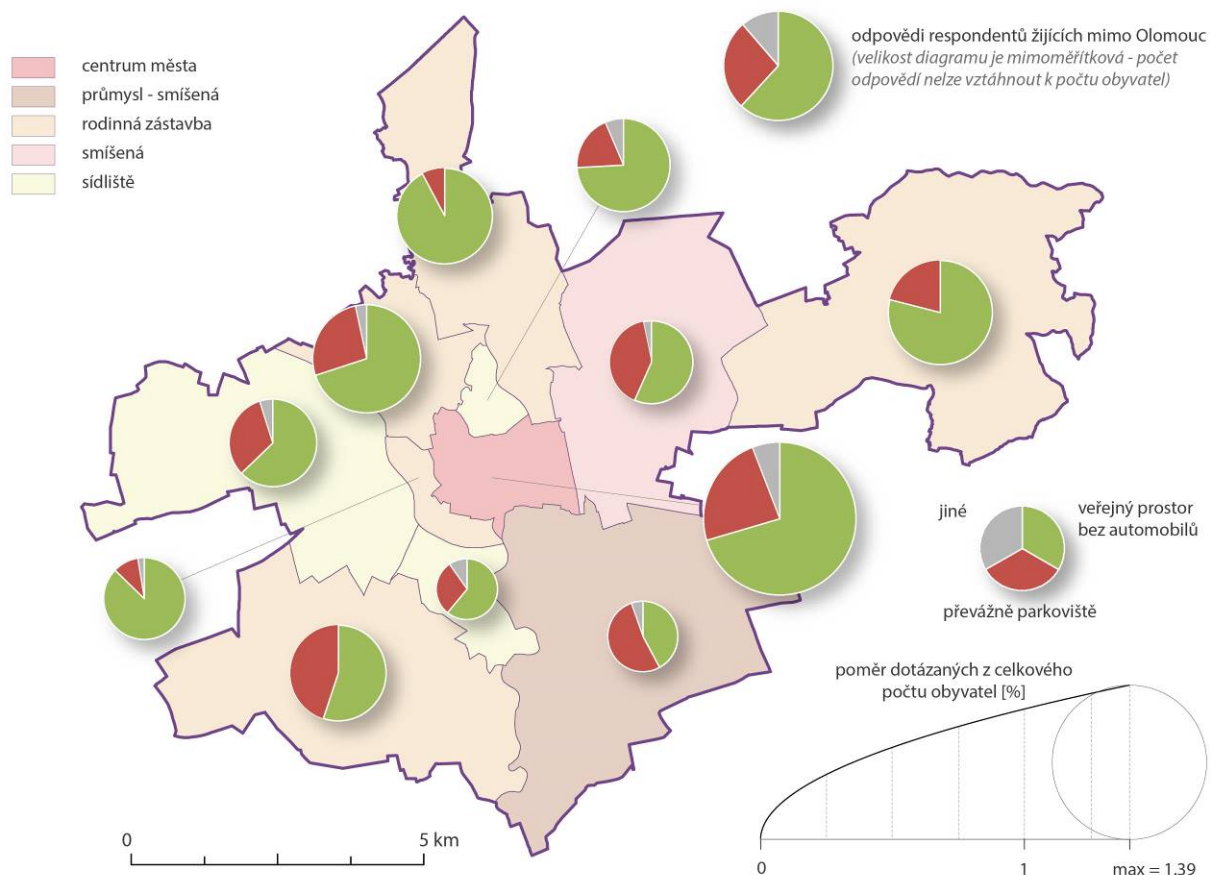 centrum města
průmysl - smíšená
rodinná zástavba
smíšená
sídliště
odpovědi respondentů žijících mimo Olomouc
(velikost diagramu je mimoměřítková - počet
odpovědí nelze vztáhnout k počtu obyvatel)
jiné
veřejný prostor
bez automobilů
převážně parkoviště
poměr dotázaných z celkového
počtu obyvatel [%]
0
1
max = 1.39
0
5 km